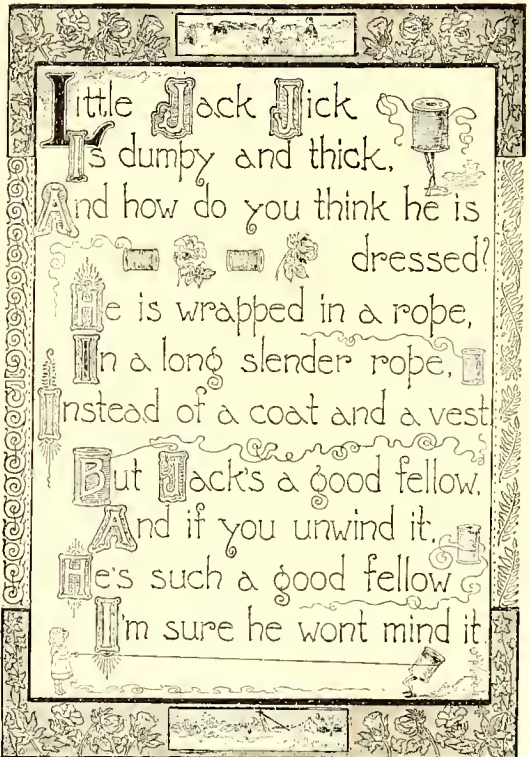 Little Jack Jick
Is dumpy and thick,
And how do you think he is
dressed?
He is wrapped in a rope,
In a long slender rope,
Instead of a coat and a vest
But Jack's a good fellow,
And if you unwind it,
He's such a good fellow
I'm sure he wont mind it